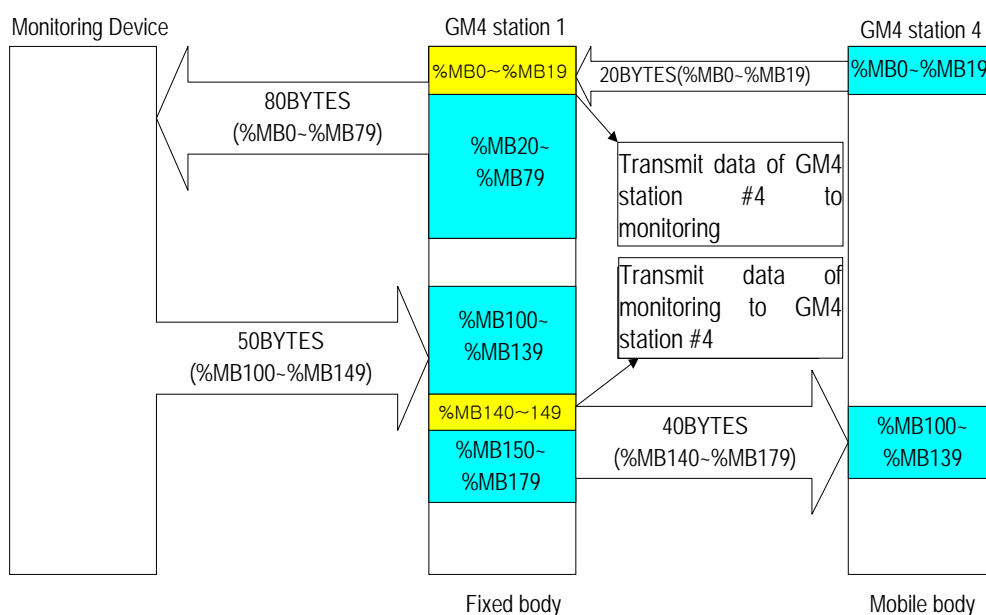 Monitoring Device
GM4 station 1
GM4 station 4
%MB0~%MB19
20BYTES(%MB0~%MB19)
%MB0~%MB19
80BYTES
(%MB0~%MB79)
%MB20~
%MB79
Transmit data of GM4
station #4 to
monitoring
Transmit data of
monitoring to GM4
station #4
50BYTES
(%MB100~%MB149)
%MB100~
%MB139
%MB140~149
%MB150~
%MB179
40BYTES
(%MB140~%MB179)
%MB100~
%MB139
Fixed body
Mobile body